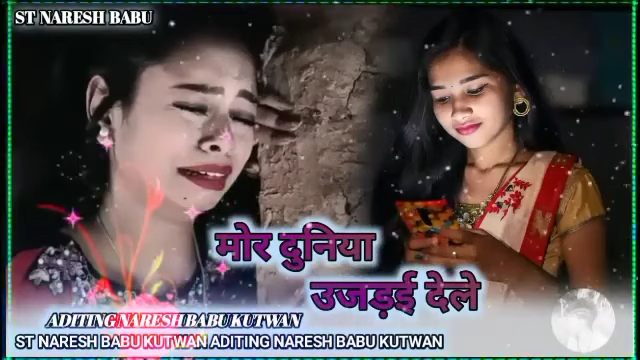 ST NARESH BABU
मोर दुनिया
उजड़ई देले
ADITING NARESH BABU KUTWAN
ST NARESH BABU KUTWAN ADITING NARESH BABU KUTWAN